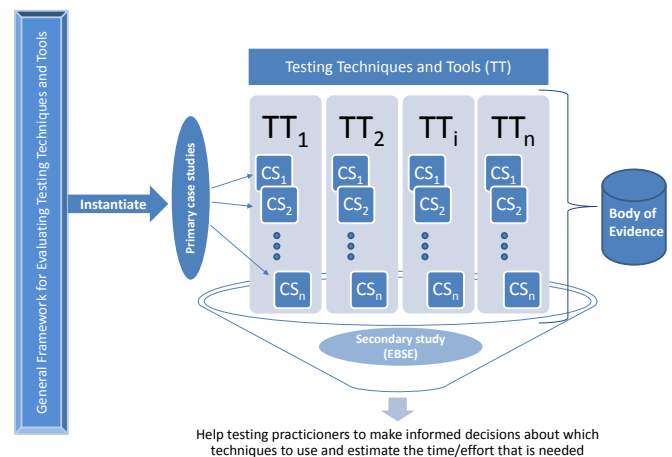 General Framework for Evaluating Testing Techniques and Tools
Instantiate
Primary case studies
Testing Techniques and Tools (TT)
TT1
TT2
TTi
TTn
CS1
CS1
CS1
CS1
CS2
CS2
CS2
CS2
CSn
CSn
CSn
CSn
Body of
Evidence
Secondary study
(EBSE)
Help testing practicioners to make informed decisions about which
techniques to use and estimate the time/effort that is needed